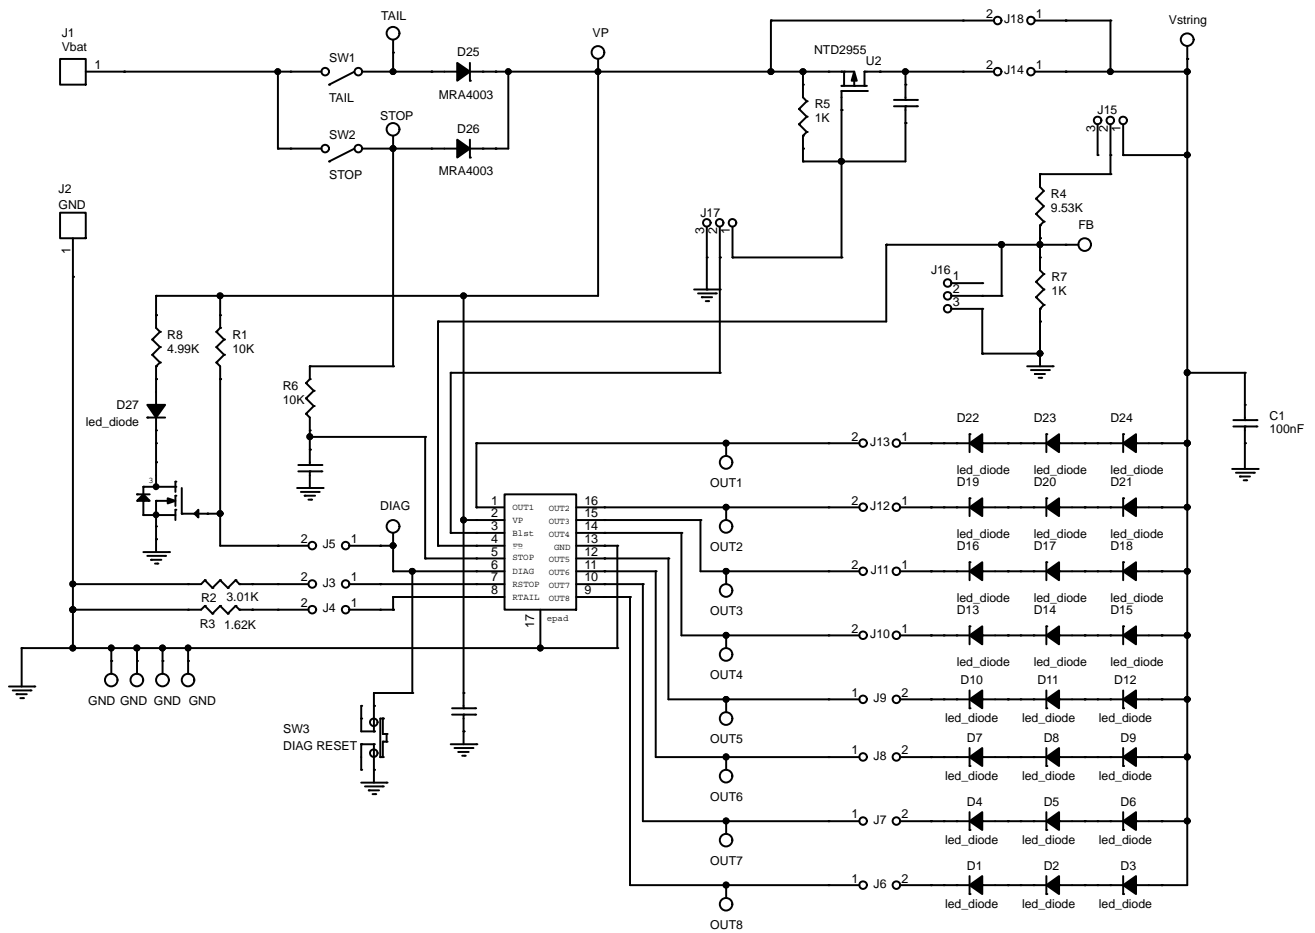 J1
Vbat
1
SW1
TAIL
TAIL
D25
MRA4003
VP
NTD2955
U2
R5
1K
2 J18 1
2 J14 1
Vstring
SW2
STOP
STOP
D26
MRA4003
J15
3 2 1
J2
GND
1
J17
3 2 1
R4
9.53K
FB
J16
1
2
3
R7
1K
R8
4.99K
R1
10K
R6
10K
D27
led_diode
3
C1
100nF
DIAG
2 J5 1
2 J3 1
R2 3.01K
2 J4 1
R3 1.62K
1 OUT1
2 VP
3 Blst
4 FB
5 STOP
6 DIAG
7 RSTOP
8 RTAIL
OUT2 16
OUT3 15
OUT4 14
GND 13
OUT5 12
OUT6 11
OUT7 10
OUT8 9
17
epad
GND GND GND GND
SW3
DIAG RESET
OUT1
2 J13 1
D22 D23 D24
led_diode led_diode led_diode
OUT2
2 J12 1
D19 D20 D21
led_diode led_diode led_diode
OUT3
2 J11 1
D16 D17 D18
led_diode led_diode led_diode
OUT4
2 J10 1
D13 D14 D15
led_diode led_diode led_diode
OUT5
1 J9 2
D10 D11 D12
led_diode led_diode led_diode
OUT6
1 J8 2
D7 D8 D9
led_diode led_diode led_diode
OUT7
1 J7 2
D4 D5 D6
led_diode led_diode led_diode
OUT8
1 J6 2
D1 D2 D3
led_diode led_diode led_diode